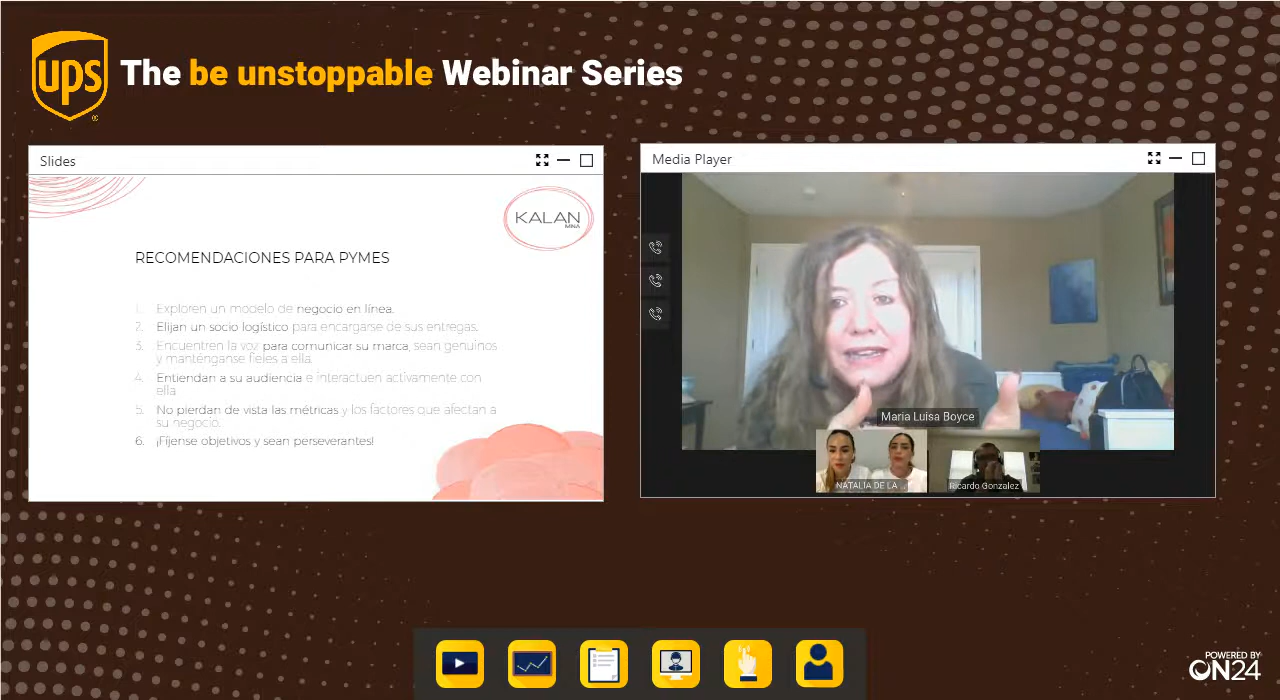 ups
The be unstoppable Webinar Series
Slides
Media Player
KALAN
MNA
RECOMENDACIONES PARA PYMES
1. Exploren un modelo de negocio en línea.
2. Elijan un socio logístico para encargarse de sus entregas.
3. Encuentren la voz para comunicar su marca, sean genuinos
y manténganse fieles a ella.
4. Entiendan a su audiencia e interactuen activamente con
ella.
5. No pierdan de vista las métricas y los factores que afectan a
su negocio.
6. ¡Fíjense objetivos y sean perseverantes!
Maria Luisa Boyce
NATALIA DE LA ...
Ricardo Gonzalez
POWERED BY
ON24